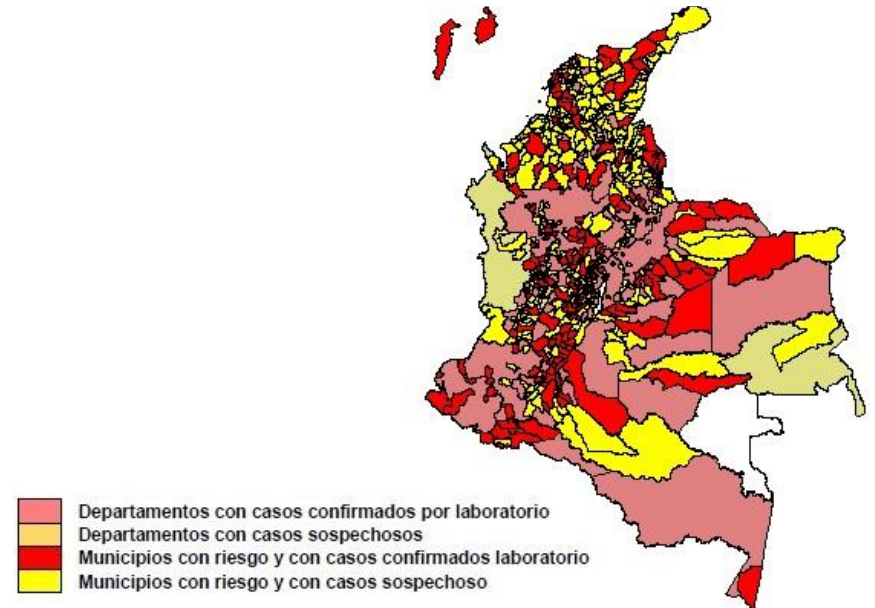 Departamentos con casos confirmados por laboratorio
Departamentos con casos sospechosos
Municipios con riesgo y con casos confirmados laboratorio
Municipios con riesgo y con casos sospechoso